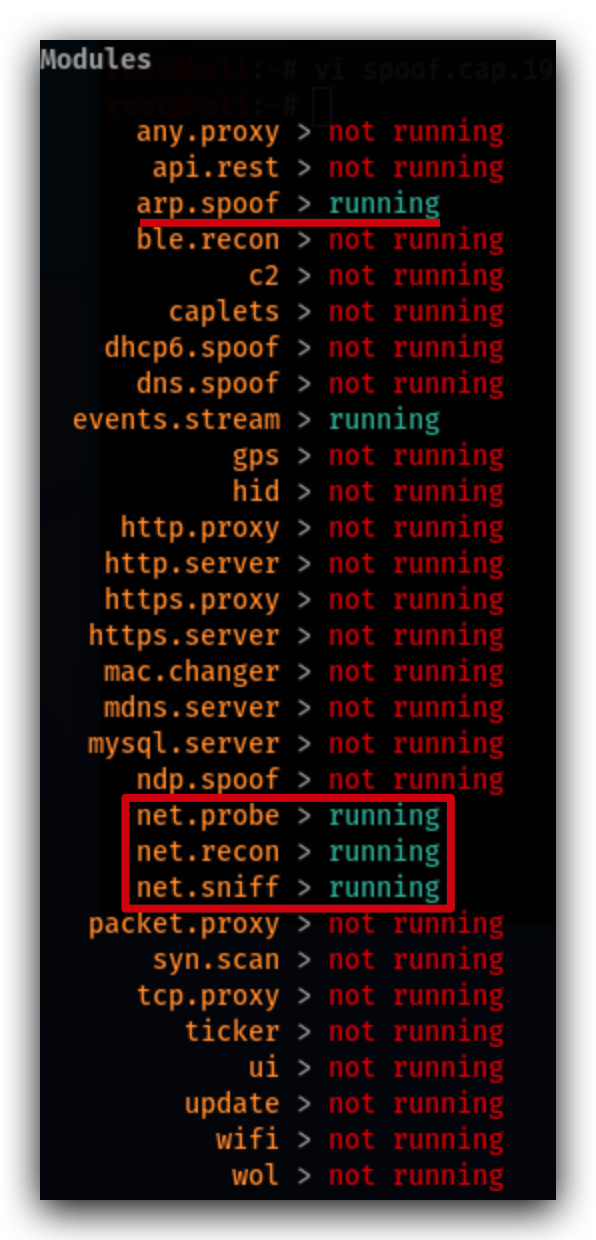 Modules
:~# vi spoof.cap.19
:~#
any.proxy > not running
api.rest > not running
arp.spoof > running
ble.recon > not running
c2 > not running
caplets > not running
dhcp6.spoof > not running
dns.spoof > not running
events.stream > running
gps > not running
hid > not running
http.proxy > not running
http.server > not running
https.proxy > not running
https.server > not running
mac.changer > not running
mdns.server > not running
mysql.server > not running
ndp.spoof > not running
net.probe > running
net.recon > running
net.sniff > running
packet.proxy > not running
syn.scan > not running
tcp.proxy > not running
ticker > not running
ui > not running
update > not running
wifi > not running
wol > not running